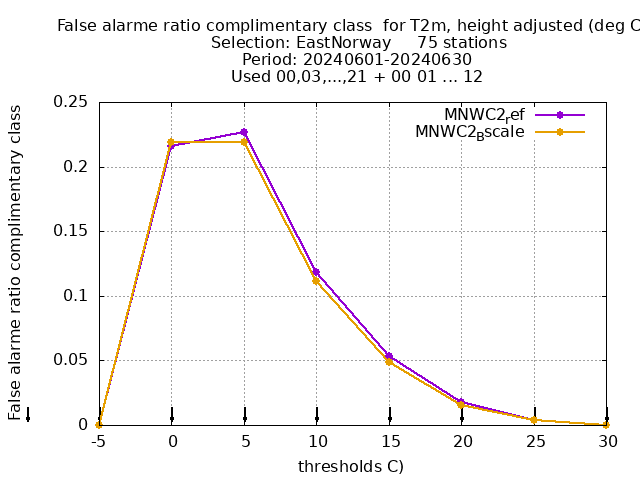 False alarme ratio complimentary class  for T2m, height adjusted (deg C
Selection: EastNorway     75 stations
Period: 20240601-20240630
Used 00,03,...,21 + 00 01 ... 12
False alarme ratio complimentary class
MNWC2ref
MNWC2Bscale
0.25
0.2
0.15
0.1
0.05
0
-5 0 5 10 15 20 25 30
thresholds C)